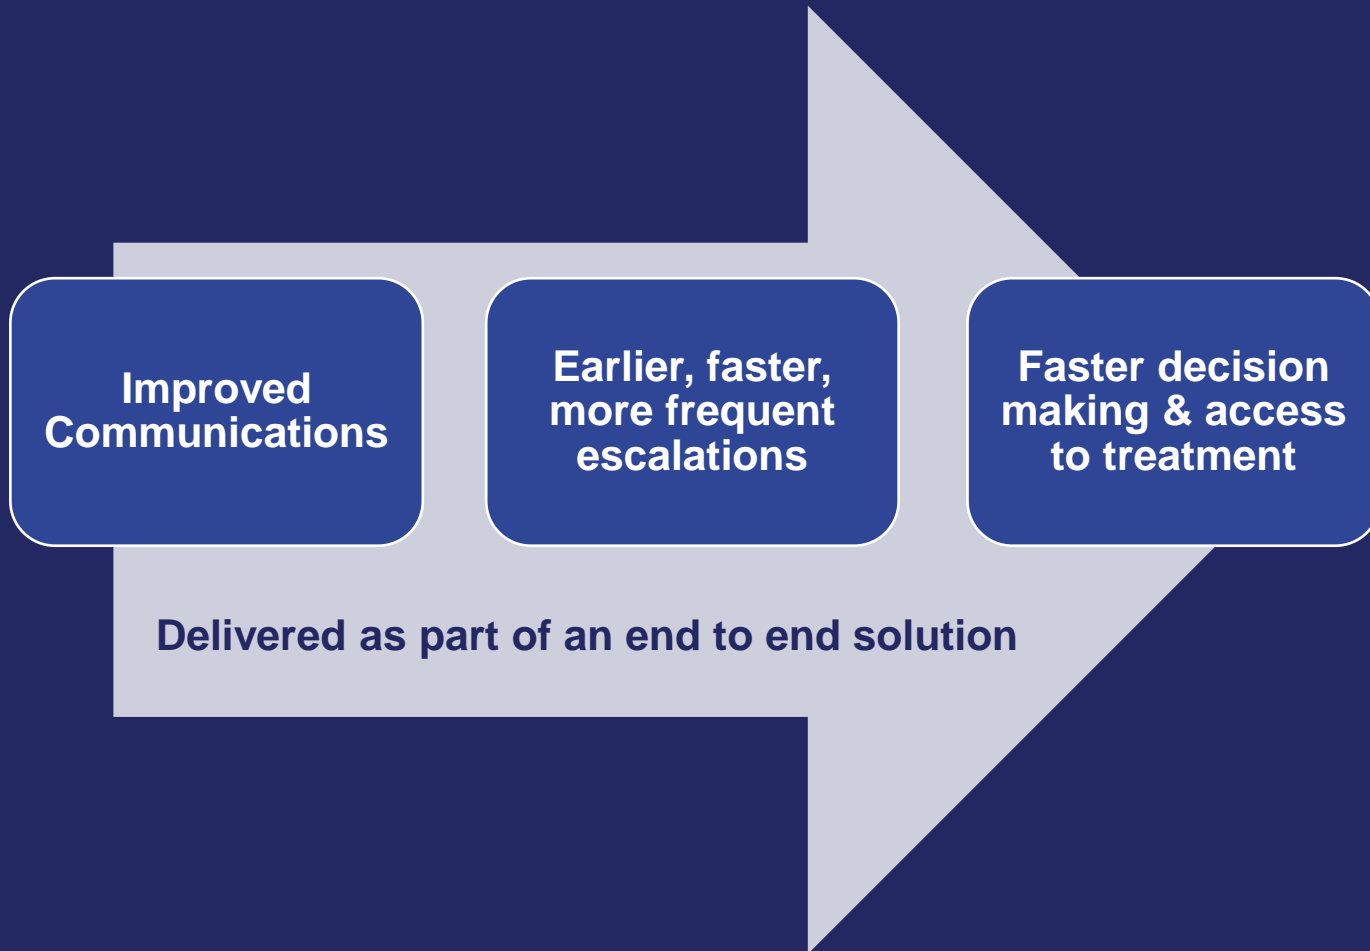 Improved
Communications
Earlier, faster,
more frequent
escalations
Faster decision
making & access
to treatment
Delivered as part of an end to end solution